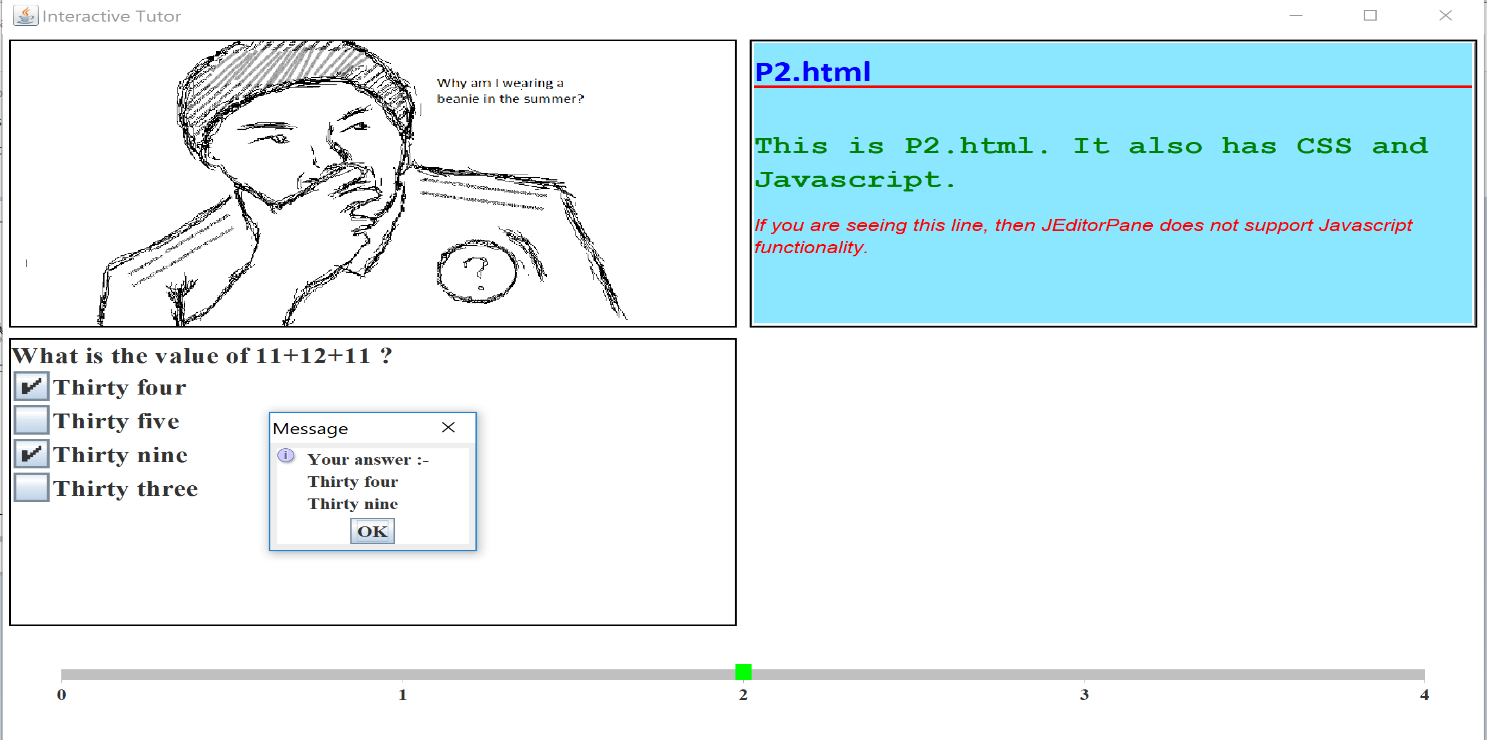 Interactive Tutor
Why am I wearing a
beanie in the summer?
?
P2.html
This is P2.html. It also has CSS and
Javascript.
If you are seeing this line, then JEditorPane does not support Javascript
functionality.
What is the value of 11+12+11 ?
Thirty four
Thirty five
Thirty nine
Thirty three
Message
Your answer :-
Thirty four
Thirty nine
OK
0 1 2 3 4